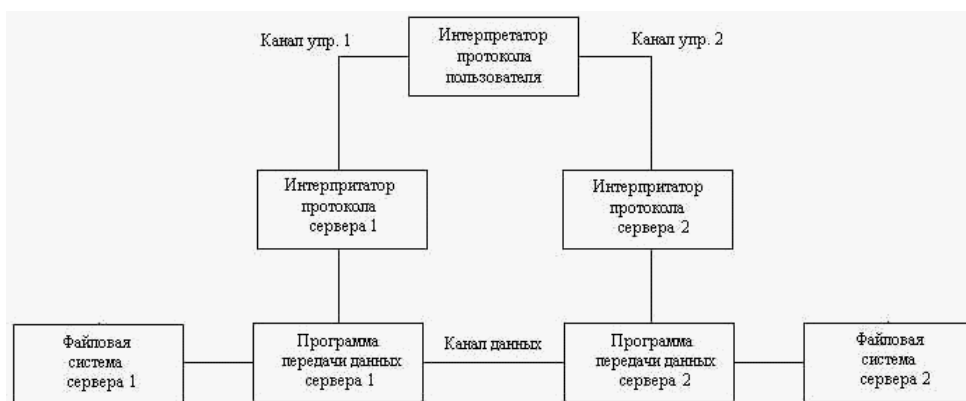 Канал упр. 1
Интерпретатор
протокола
пользователя
Канал упр. 2
Интерпритатор
протокола
сервера 1
Интерпритатор
протокола
сервера 2
Файловая
система
сервера 1
Программа
передачи данных
сервера 1
Канал данных
Программа
передачи данных
сервера 2
Файловая
система
сервера 2